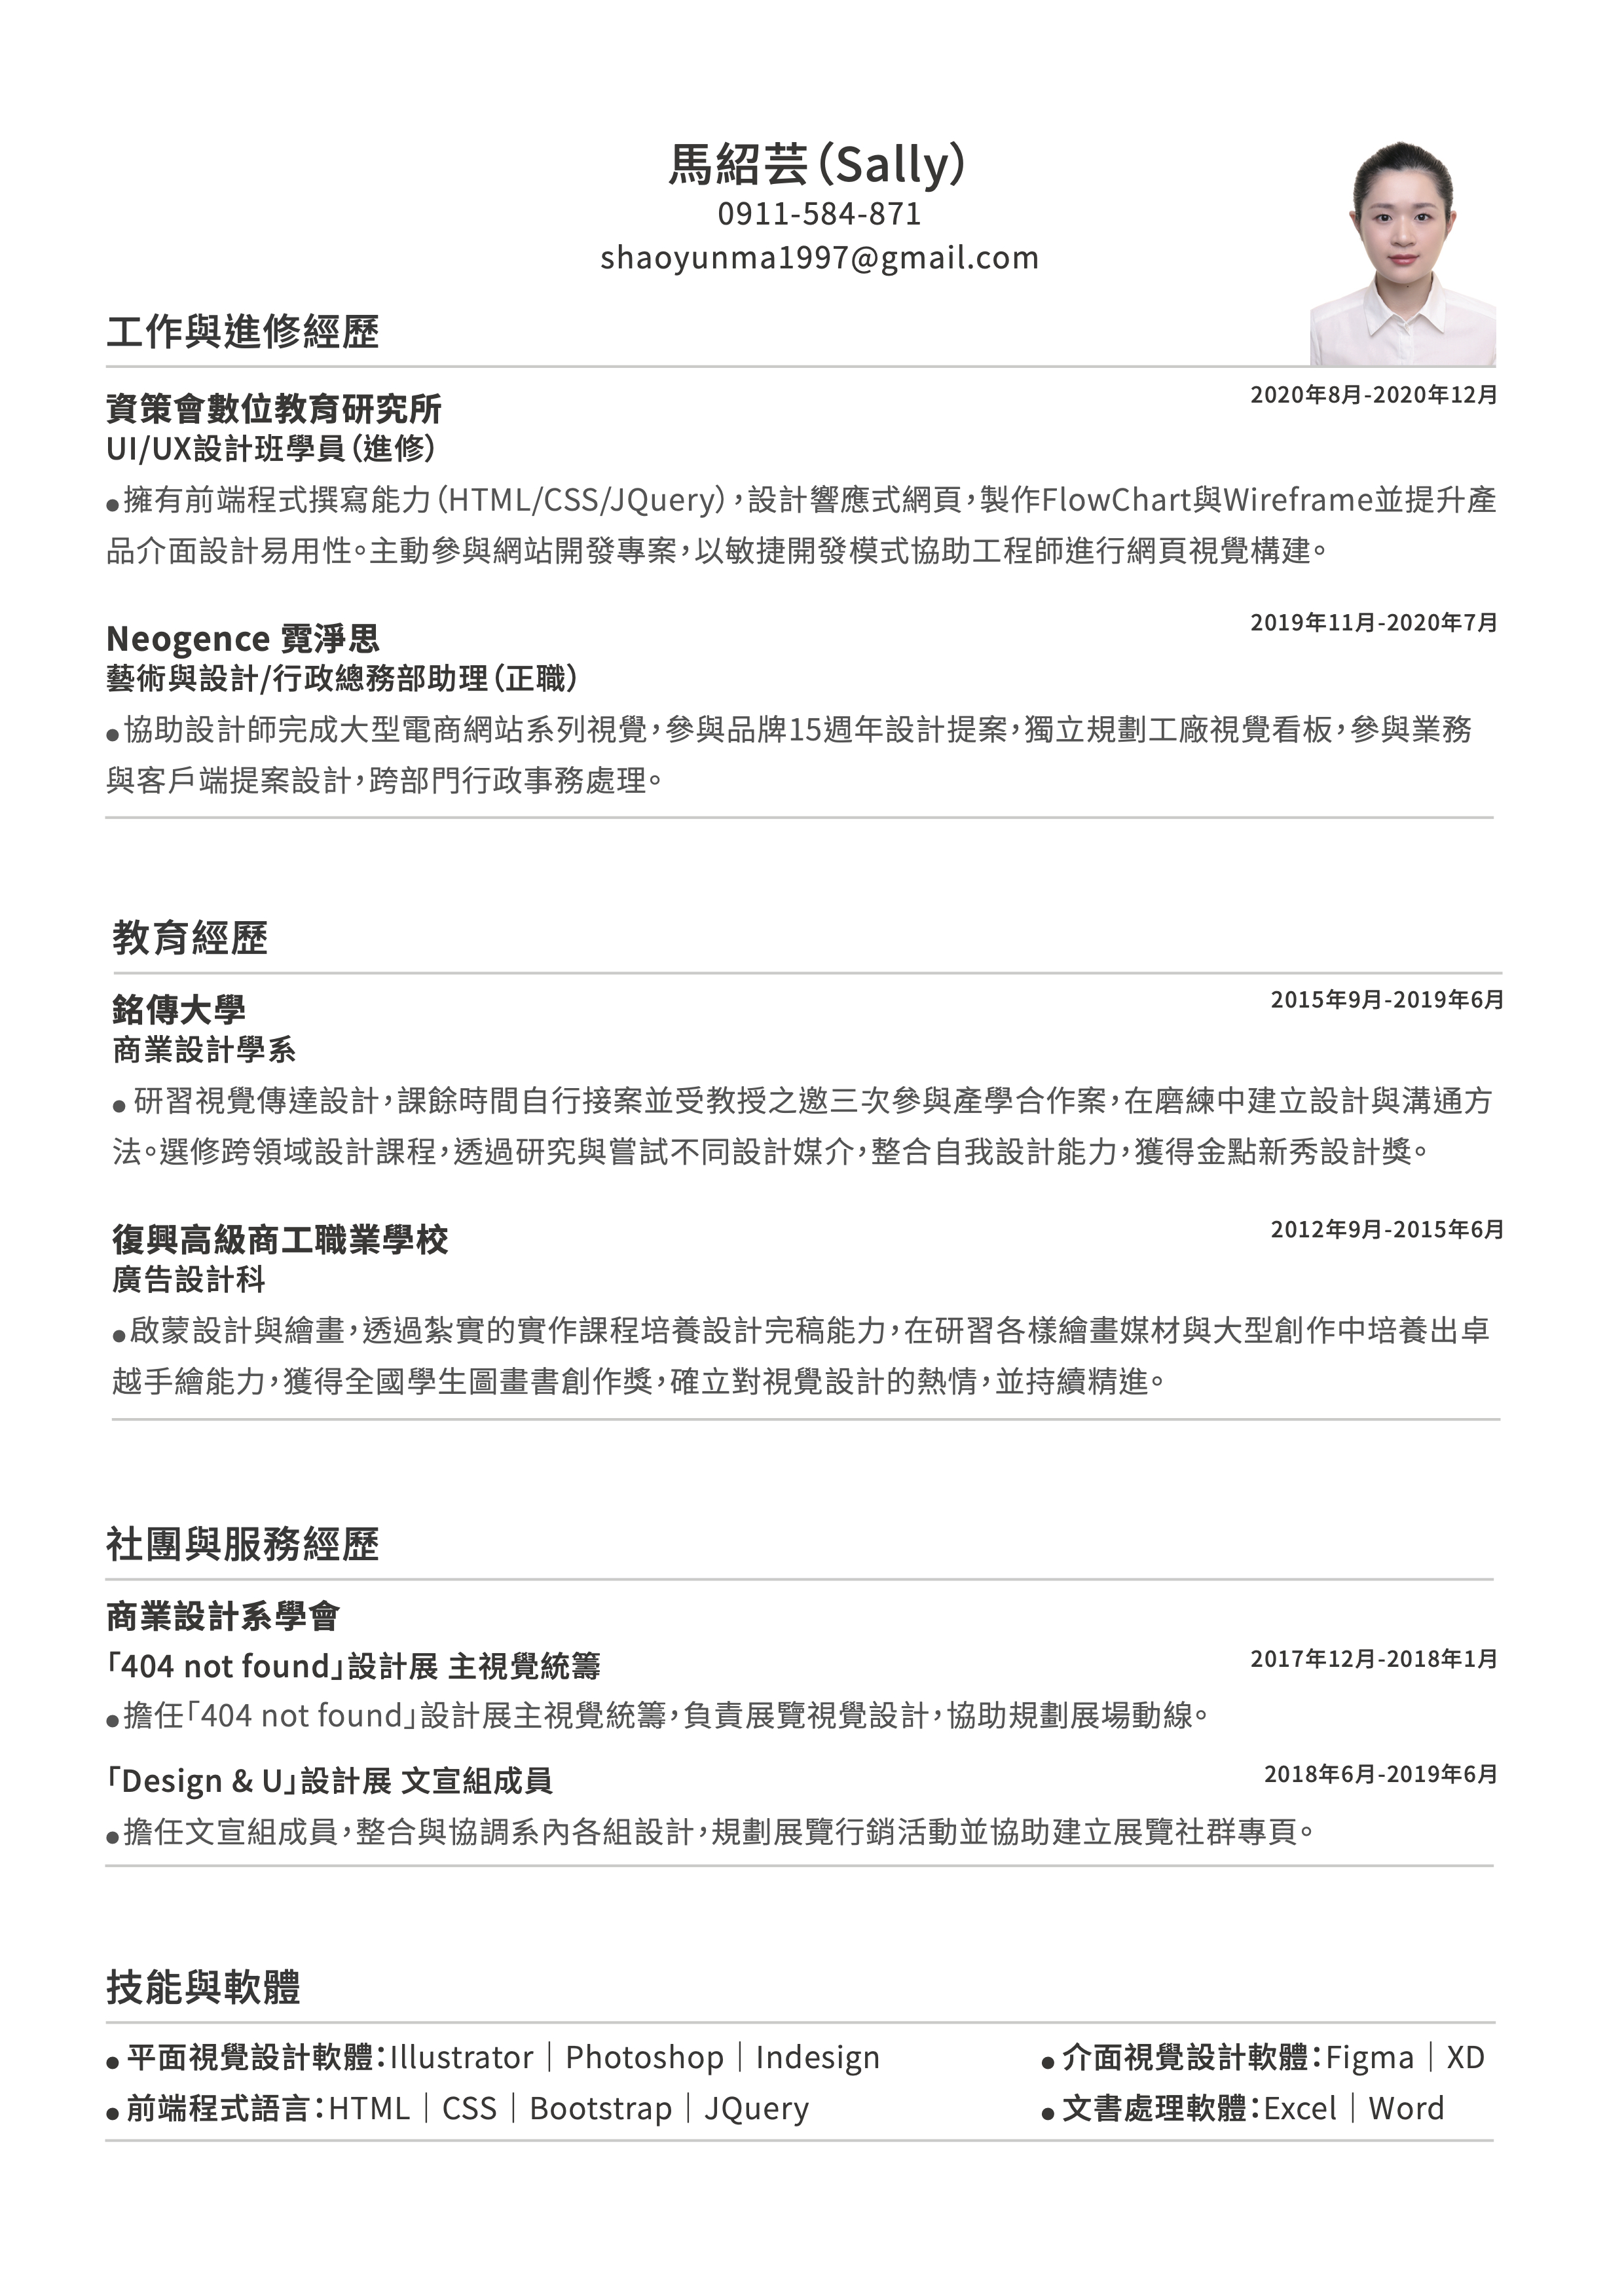 馬紹芸（Sally）
0911-584-871
shaoyunma1997@gmail.com
工作與進修經歷
資策會數位教育研究所
2020年8月-2020年12月
UI/UX設計班學員（進修）
●擁有前端程式撰寫能力（HTML/CSS/JQuery），設計響應式網頁，製作FlowChart與Wireframe並提升產
品介面設計易用性。主動參與網站開發專案，以敏捷開發模式協助工程師進行網頁視覺構建。
Neogence 霓淨思
2019年11月-2020年7月
藝術與設計/行政總務部助理（正職）
●協助設計師完成大型電商網站系列視覺，參與品牌15週年設計提案，獨立規劃工廠視覺看板，參與業務
與客戶端提案設計，跨部門行政事務處理。
教育經歷
銘傳大學
2015年9月-2019年6月
商業設計學系
● 研習視覺傳達設計，課餘時間自行接案並受教授之邀三次參與產學合作案，在磨練中建立設計與溝通方
法。選修跨領域設計課程，透過研究與嘗試不同設計媒介，整合自我設計能力，獲得金點新秀設計獎。
復興高級商工職業學校
2012年9月-2015年6月
廣告設計科
●啟蒙設計與繪畫，透過紮實的實作課程培養設計完稿能力，在研習各樣繪畫媒材與大型創作中培養出卓
越手繪能力，獲得全國學生圖畫書創作獎，確立對視覺設計的熱情，並持續精進。
社團與服務經歷
商業設計系學會
「404 not found」設計展 主視覺統籌
2017年12月-2018年1月
●擔任「404 not found」設計展主視覺統籌，負責展覽視覺設計，協助規劃展場動線。
「Design & U」設計展 文宣組成員
2018年6月-2019年6月
●擔任文宣組成員，整合與協調系內各組設計，規劃展覽行銷活動並協助建立展覽社群專頁。
技能與軟體
●平面視覺設計軟體：Illustrator｜Photoshop｜Indesign
●介面視覺設計軟體：Figma｜XD
●前端程式語言：HTML｜CSS｜Bootstrap｜JQuery
●文書處理軟體：Excel｜Word